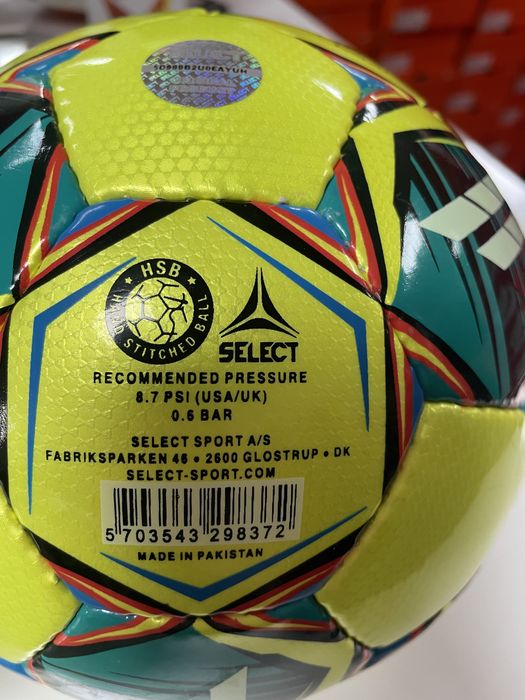 SELECT
HSB
HAND STITCHED BALL
SELECT
RECOMMENDED PRESSURE
8.7 PSI (USA/UK)
0.6 BAR
SELECT SPORT A/S
FABRIKSPARKEN 46 • 2600 GLOSTRUP • DK
SELECT-SPORT.COM
5 703543 298372
MADE IN PAKISTAN